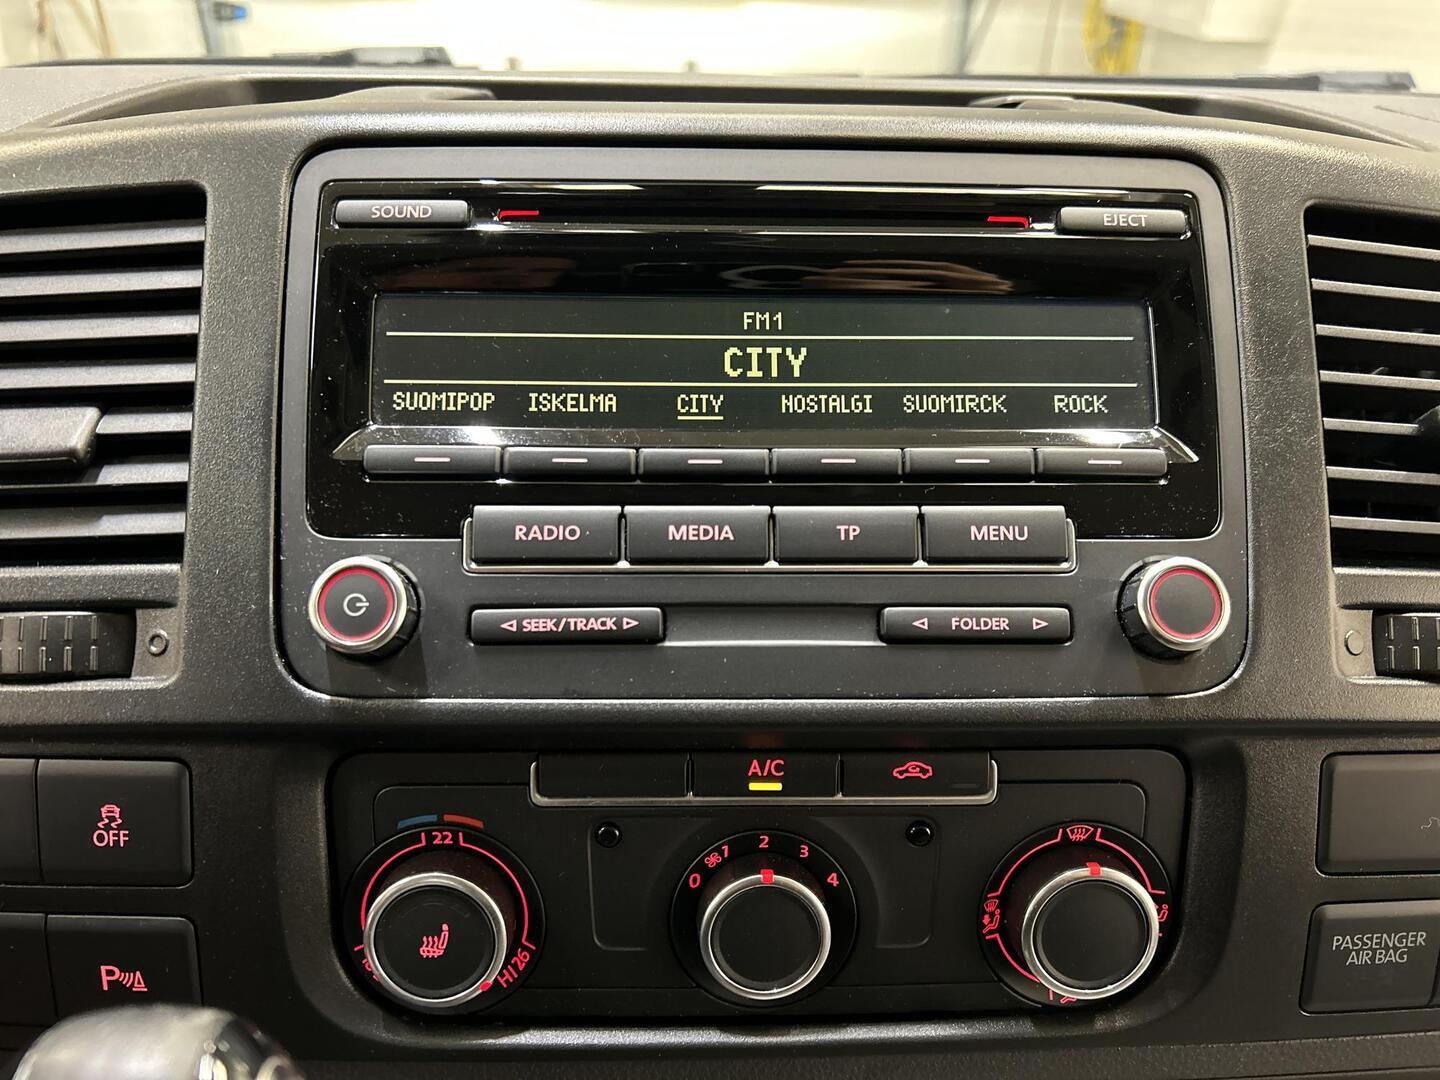 SOUND
EJECT
FM1
CITY
SUOMIPOP ISKELMA CITY NOSTALGI SUOMIRCK ROCK
RADIO MEDIA TP MENU
SEEK/TRACK
FOLDER
A/C
OFF
22
HI 26
0 1 2 3 4
P
PASSENGER
AIR BAG